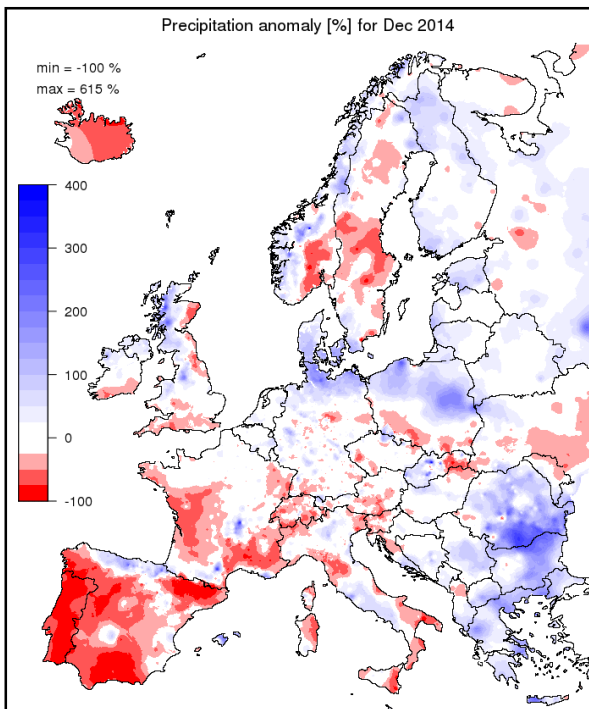 Precipitation anomaly [%] for Dec 2014
min = -100 %
max = 615 %
400
300
200
100
0
-100